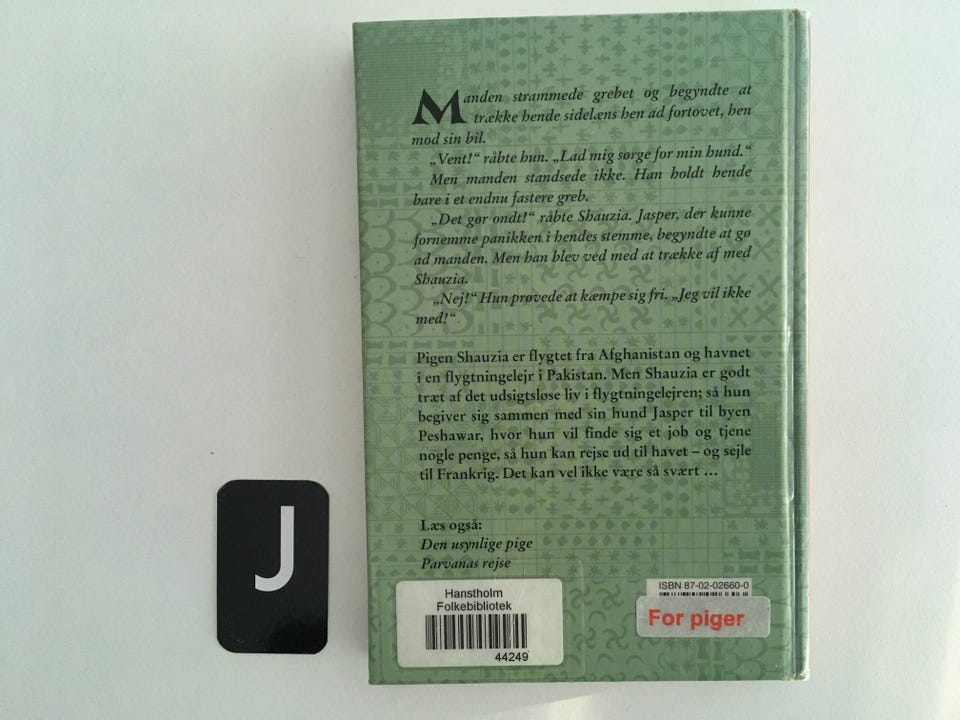 Manden strammede grebet og begyndte at
trække hende sidelæns hen ad fortovet, hen
mod sin bil.
„Vent!“ råbte hun. „Lad mig sørge for min hund.“
Men manden standsede ikke. Han holdt hende
bare i et endnu fastere greb.
„Det gør ondt!“ råbte Shauzia. Jasper, der kunne
fornemme panikken i hendes stemme, begyndte at gø
ad manden. Men han blev ved med at trække af med
Shauzia.
„Nej!“ Hun prøvede at kæmpe sig fri. „Jeg vil ikke
med!“
Pigen Shauzia er flygtet fra Afghanistan og havnet
i en flygtningelejr i Pakistan. Men Shauzia er godt
træt af det udsigtsløse liv i flygtningelejren; så hun
begiver sig sammen med sin hund Jasper til byen
Peshawar, hvor hun vil finde sig et job og tjene
nogle penge, så hun kan rejse ud til havet – og sejle
til Frankrig. Det kan vel ikke være så svært ...
Læs også:
Den usynlige pige
Parvanas rejse
J
Hanstholm
Folkebibliotek
44249
ISBN 87-02-02660-0
For piger